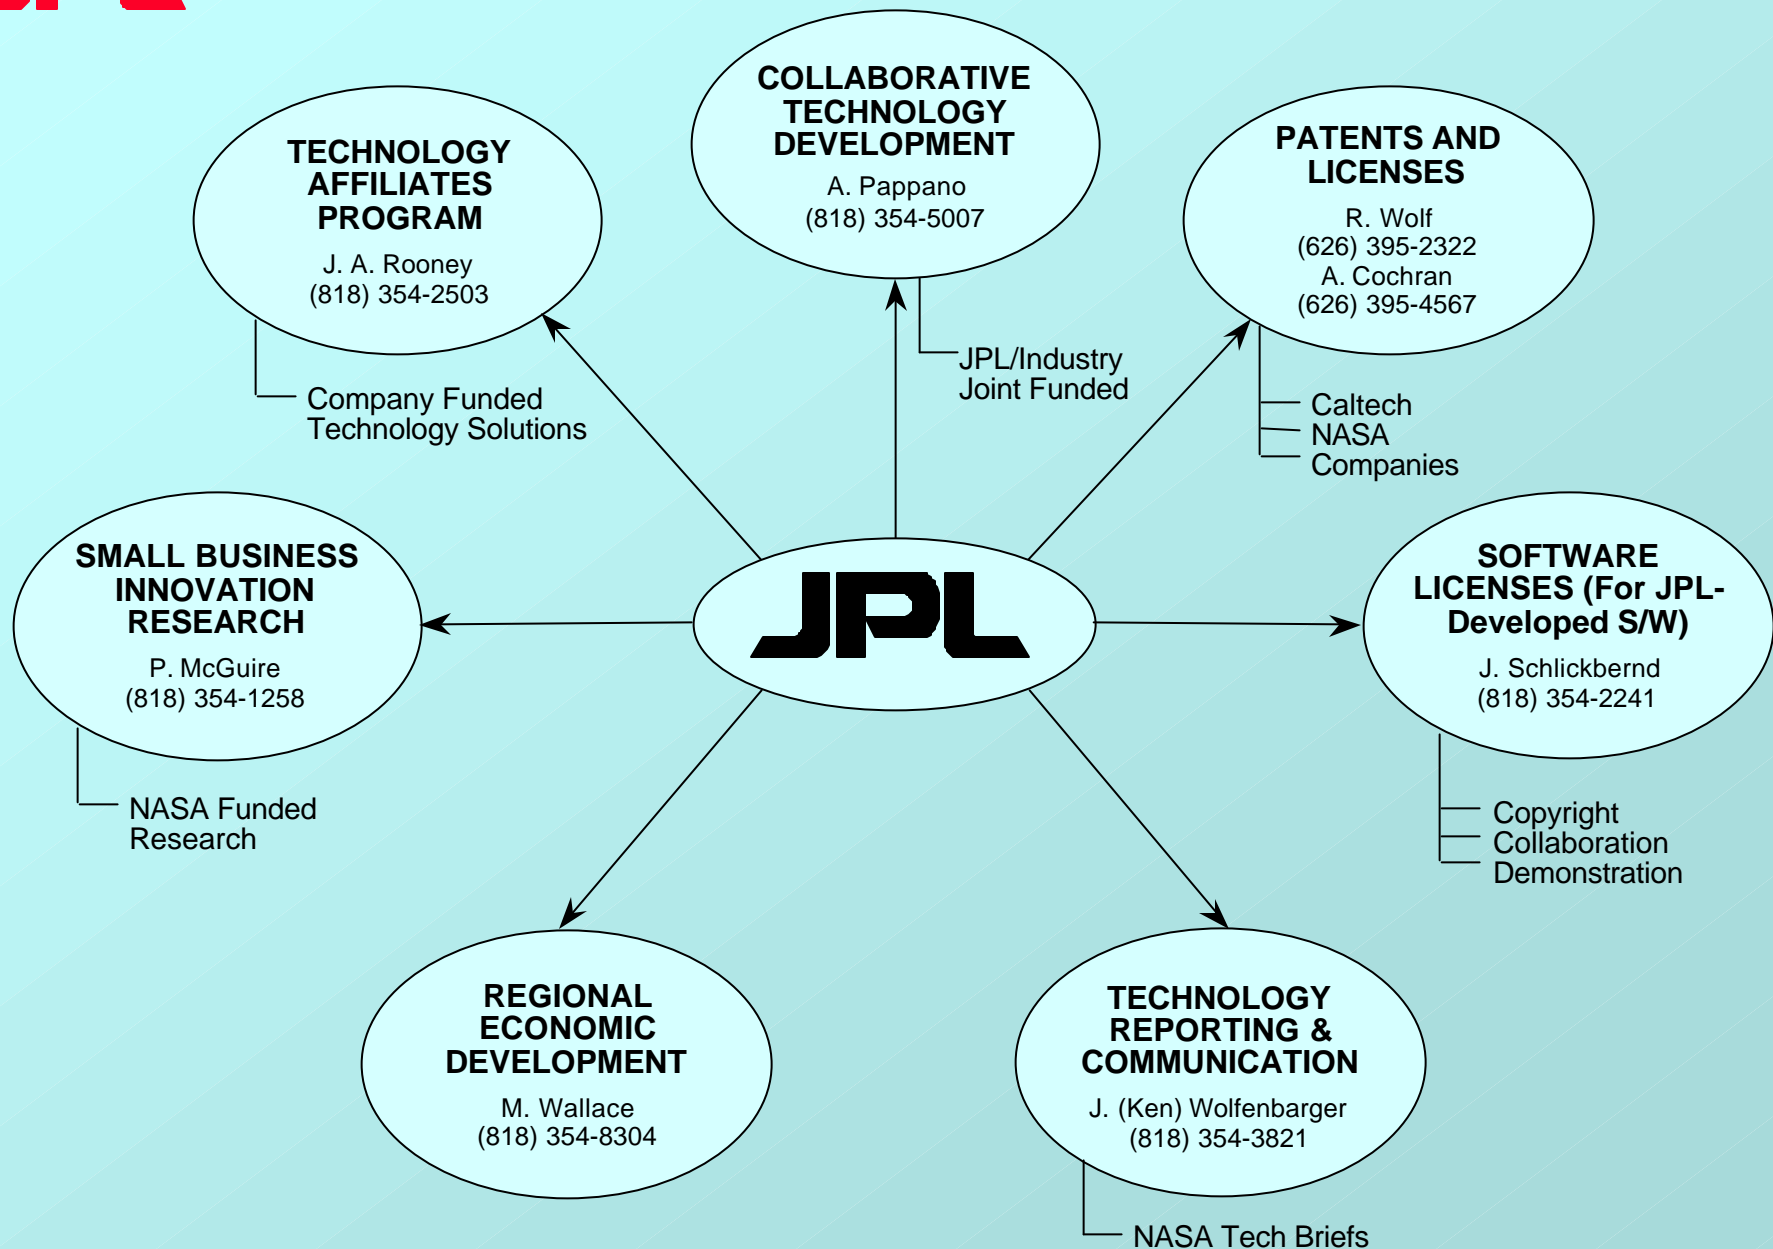 JPL
COLLABORATIVE
TECHNOLOGY
DEVELOPMENT
A. Pappano
(818) 354-5007
JPL/Industry
Joint Funded
TECHNOLOGY
AFFILIATES
PROGRAM
J. A. Rooney
(818) 354-2503
Company Funded
Technology Solutions
PATENTS AND
LICENSES
R. Wolf
(626) 395-2322
A. Cochran
(626) 395-4567
Caltech
NASA
Companies
SMALL BUSINESS
INNOVATION
RESEARCH
P. McGuire
(818) 354-1258
NASA Funded
Research
JPL
SOFTWARE
LICENSES (For JPL-
Developed S/W)
J. Schlickbernd
(818) 354-2241
Copyright
Collaboration
Demonstration
REGIONAL
ECONOMIC
DEVELOPMENT
M. Wallace
(818) 354-8304
TECHNOLOGY
REPORTING &
COMMUNICATION
J. (Ken) Wolfenbarger
(818) 354-3821
NASA Tech Briefs